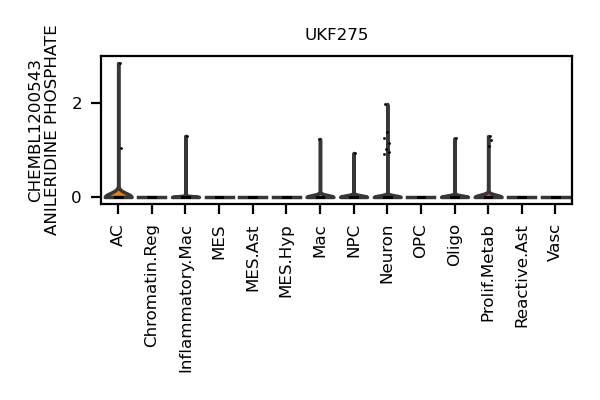 UKF275
CHEMBL1200543
ANILERIDINE PHOSPHATE
2
0
AC
Chromatin.Reg
Inflammatory.Mac
MES
MES.Ast
MES.Hyp
Mac
NPC
Neuron
OPC
Oligo
Prolif.Metab
Reactive.Ast
Vasc